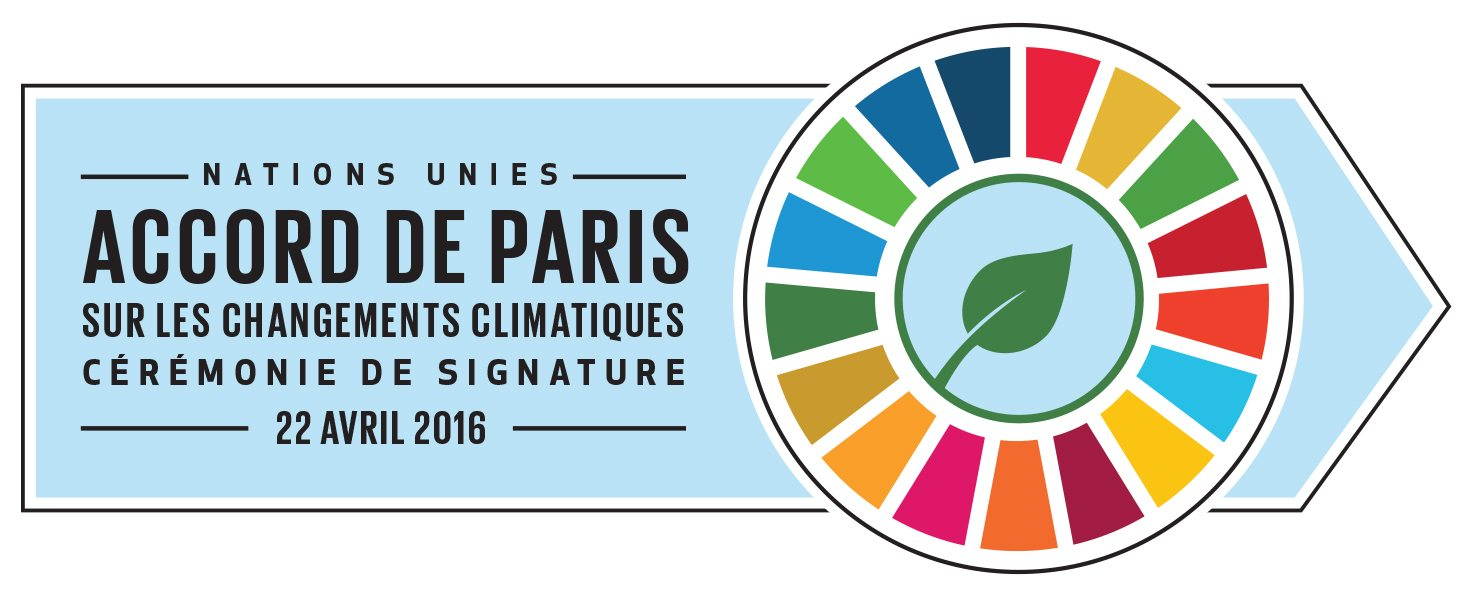 NATIONS UNIES
ACCORD DE PARIS
SUR LES CHANGEMENTS CLIMATIQUES
CÉRÉMONIE DE SIGNATURE
22 AVRIL 2016